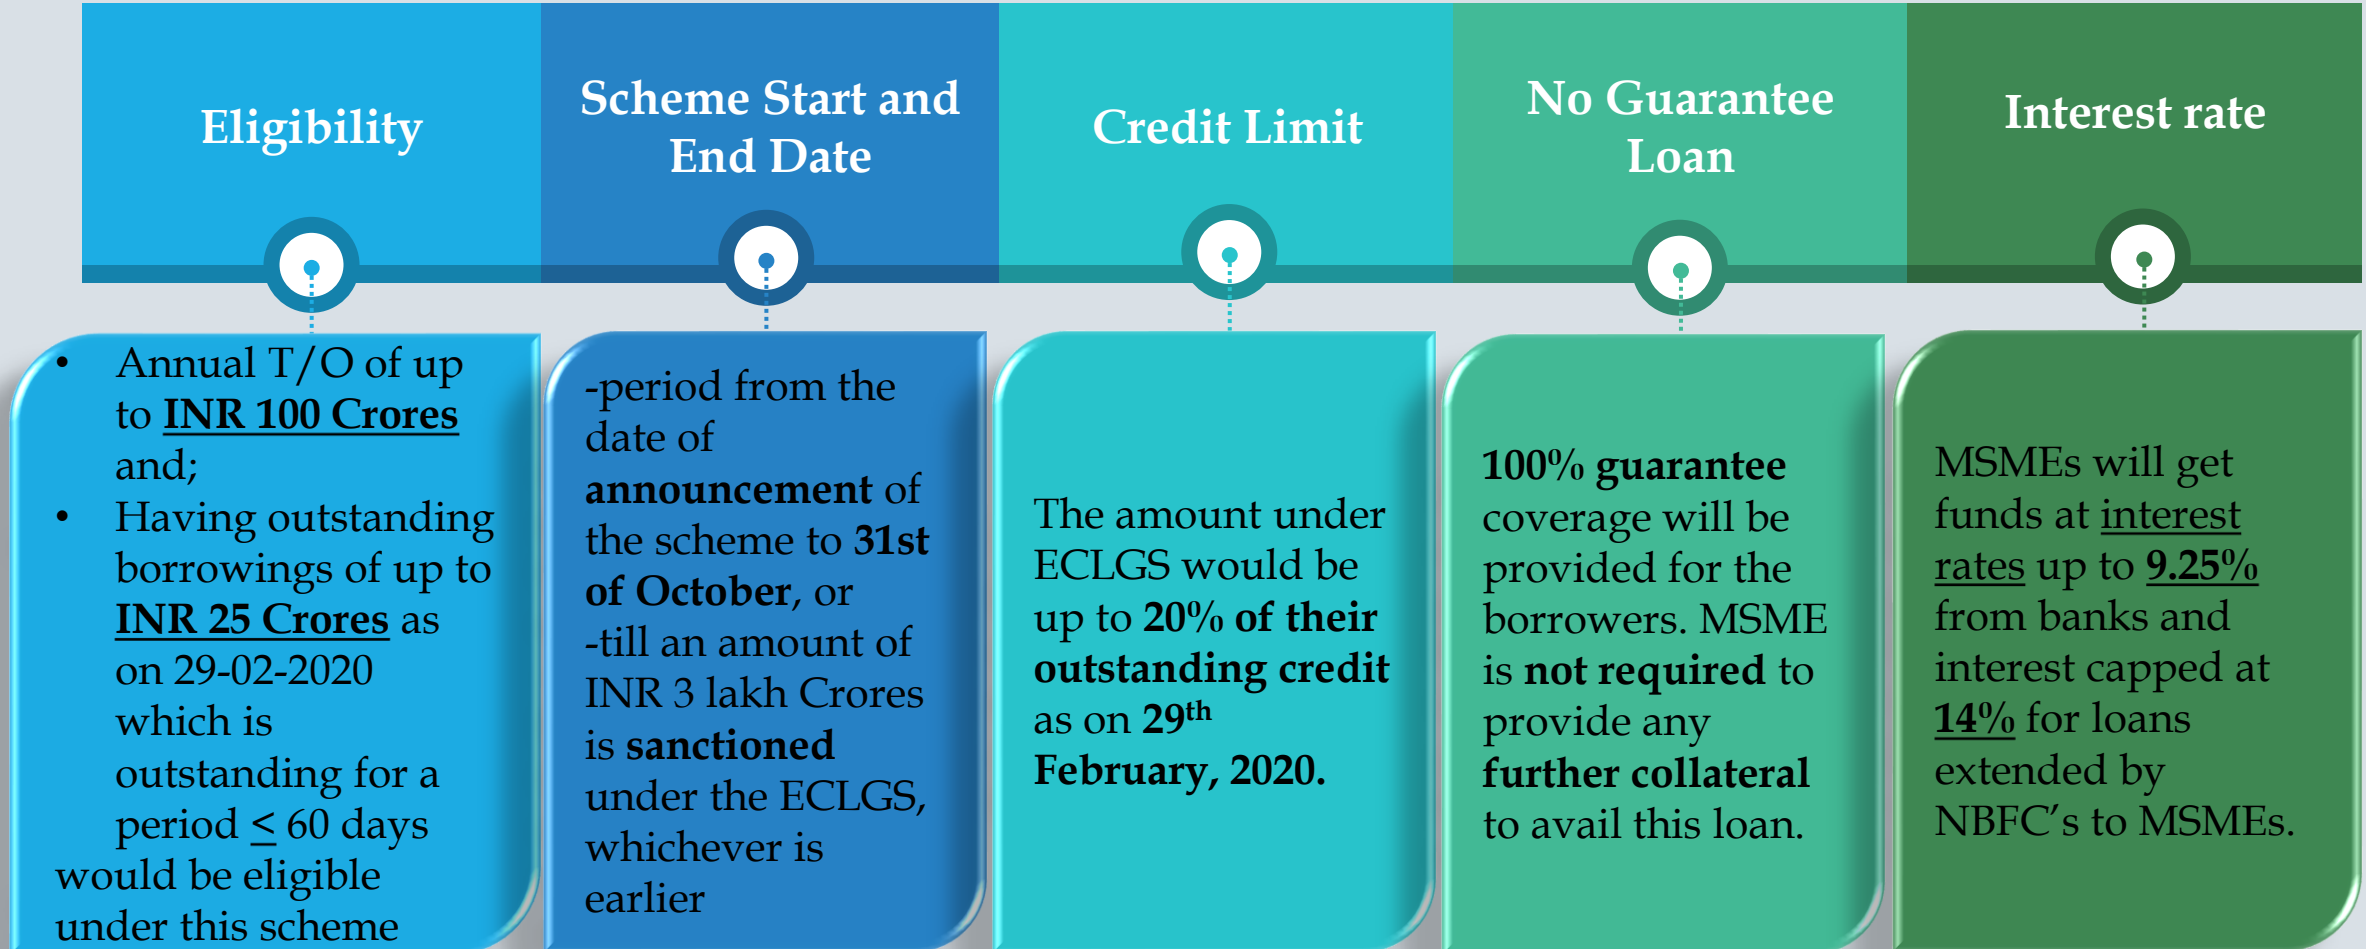 Eligibility
Scheme Start and
End Date
Credit Limit
No Guarantee
Loan
Interest rate
• Annual T/O of up
to INR 100 Crores
and;
• Having outstanding
borrowings of up to
INR 25 Crores as
on 29-02-2020
which is
outstanding for a
period ≤ 60 days
would be eligible
under this scheme
-period from the
date of
announcement of
the scheme to 31st
of October, or
-till an amount of
INR 3 lakh Crores
is sanctioned
under the ECLGS,
whichever is
earlier
The amount under
ECLGS would be
up to 20% of their
outstanding credit
as on 29th
February, 2020.
100% guarantee
coverage will be
provided for the
borrowers. MSME
is not required to
provide any
further collateral
to avail this loan.
MSMEs will get
funds at interest
rates up to 9.25%
from banks and
interest capped at
14% for loans
extended by
NBFC’s to MSMEs.